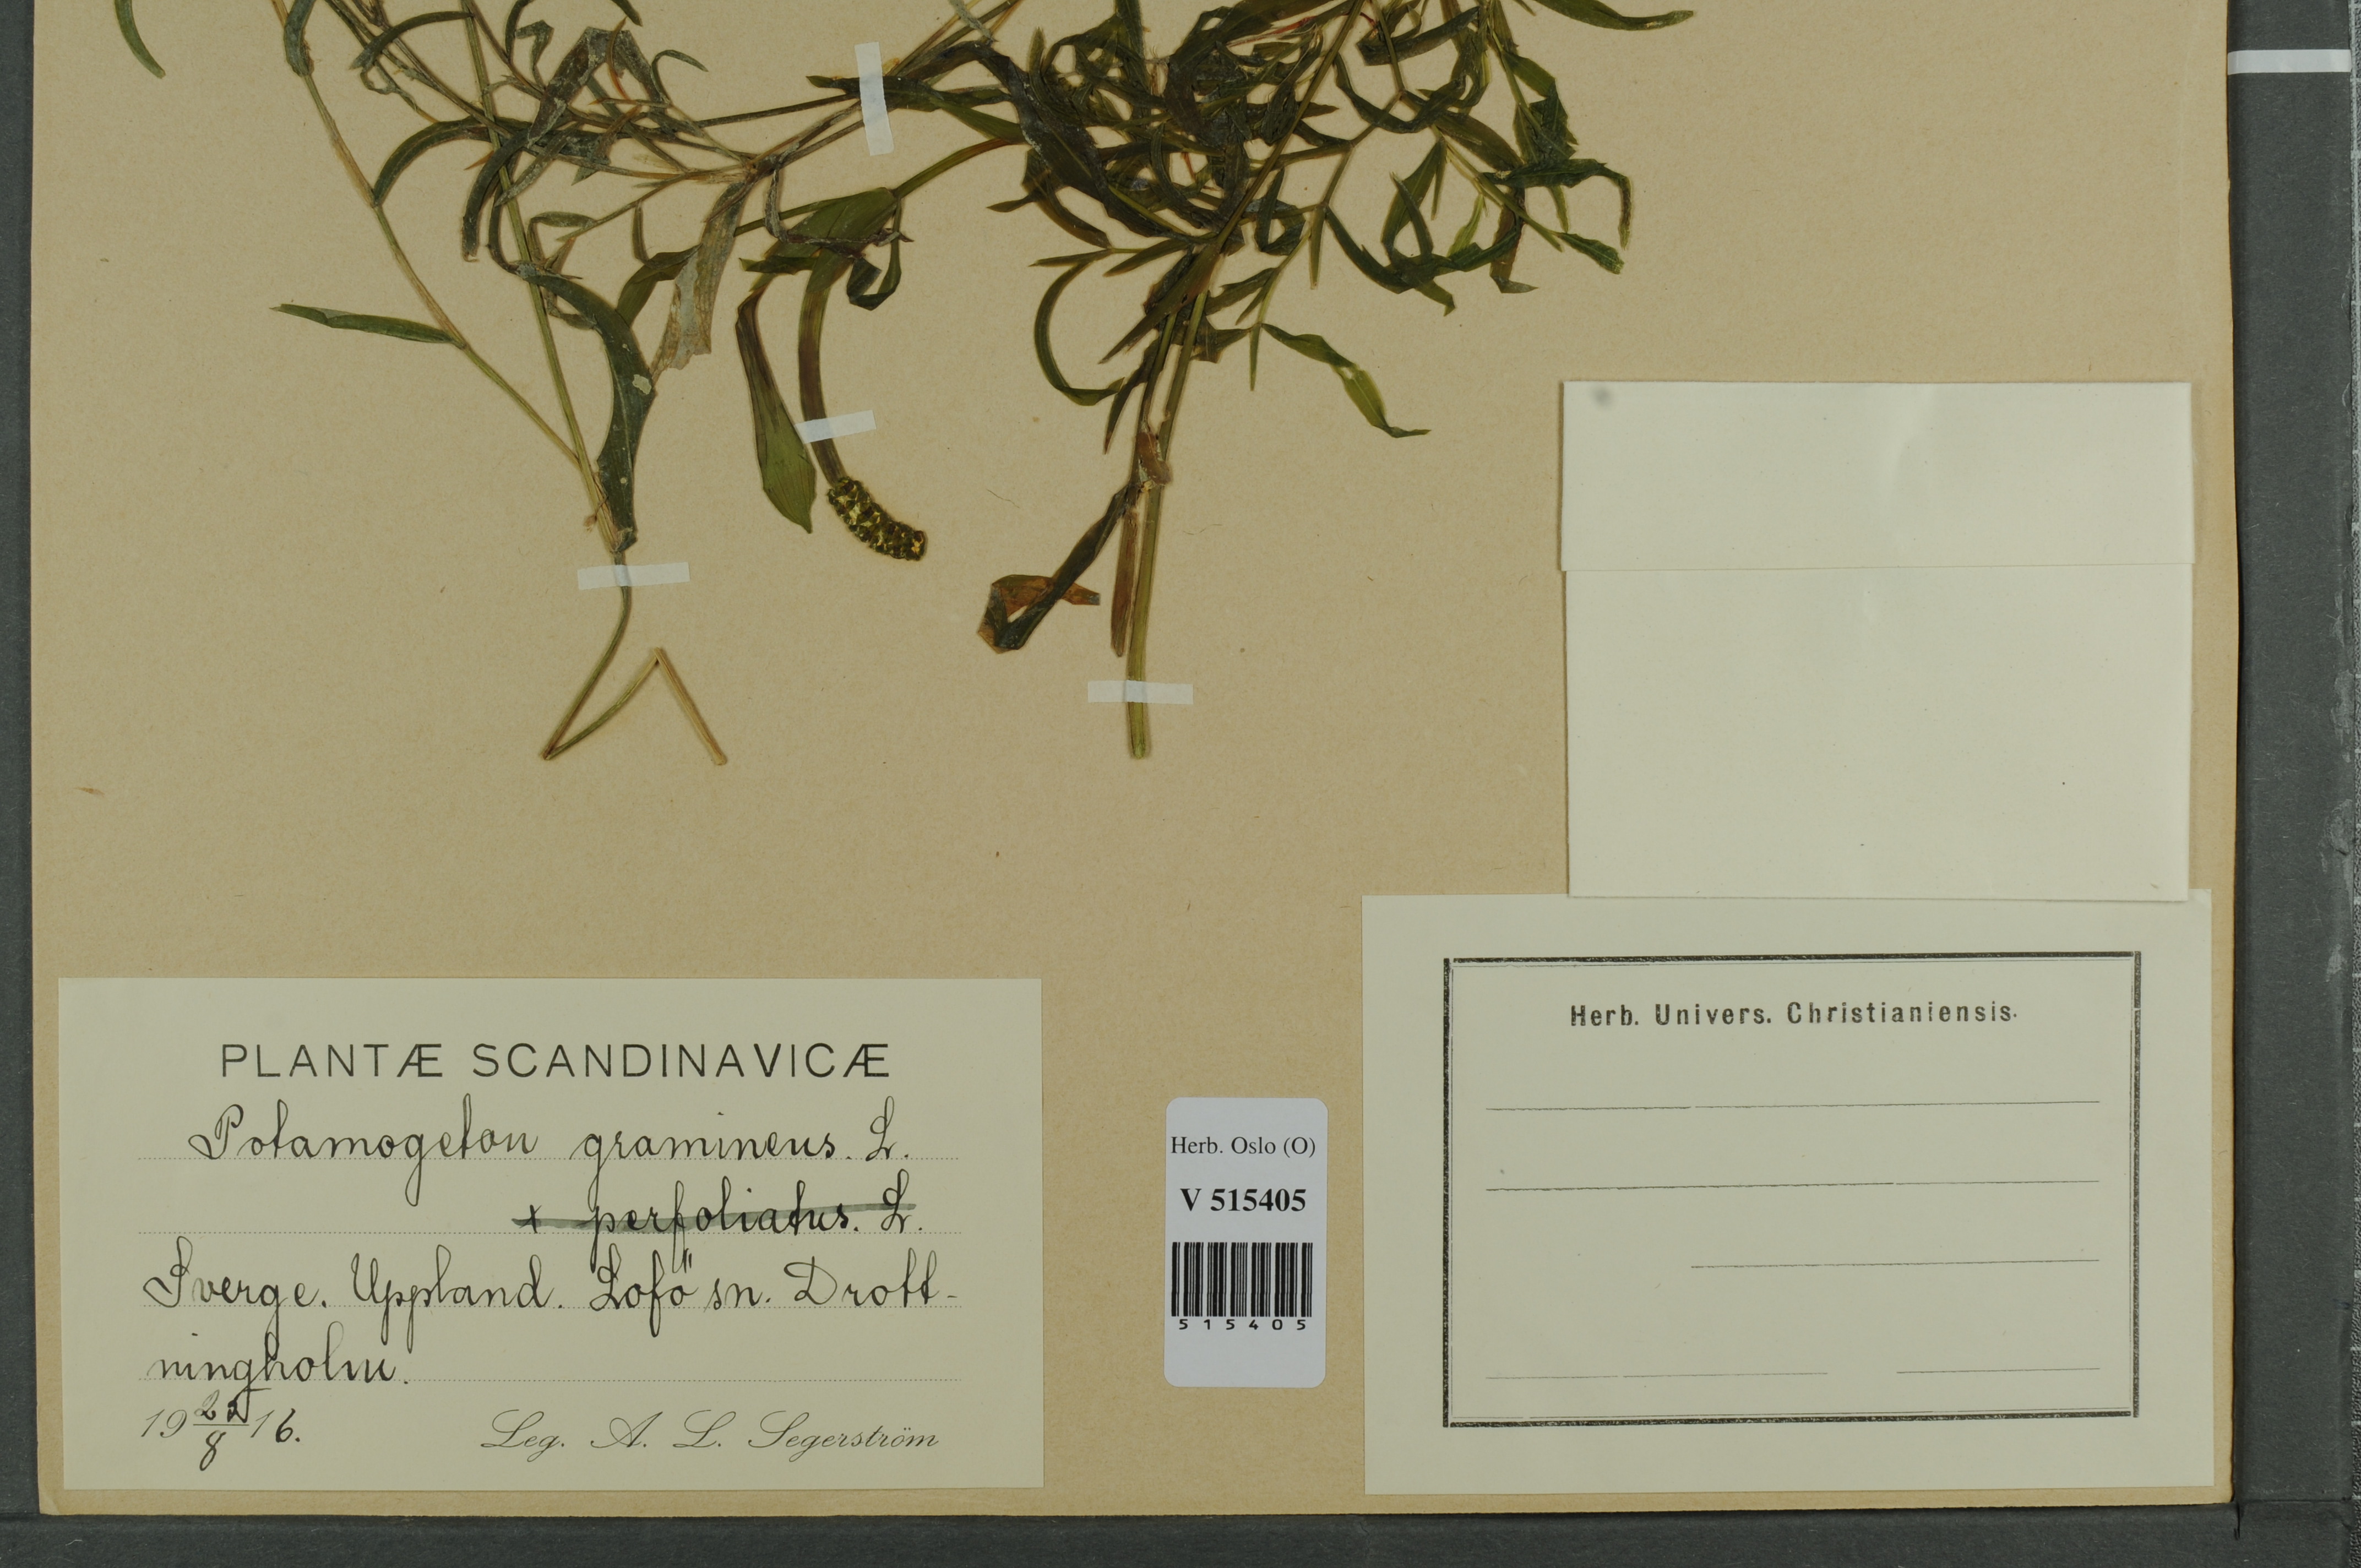 PLANTÆ SCANDINAVICÆ
Potamogeton gramineus. L.
x perfoliatus. L.
Sverge. Uppland. Lofö sn. Drott-
ningholm.
19 22/8 16.
Leg. A. L. Segerström
Herb. Oslo (O)
V 515405
515405
Herb. Univers. Christianiensis.